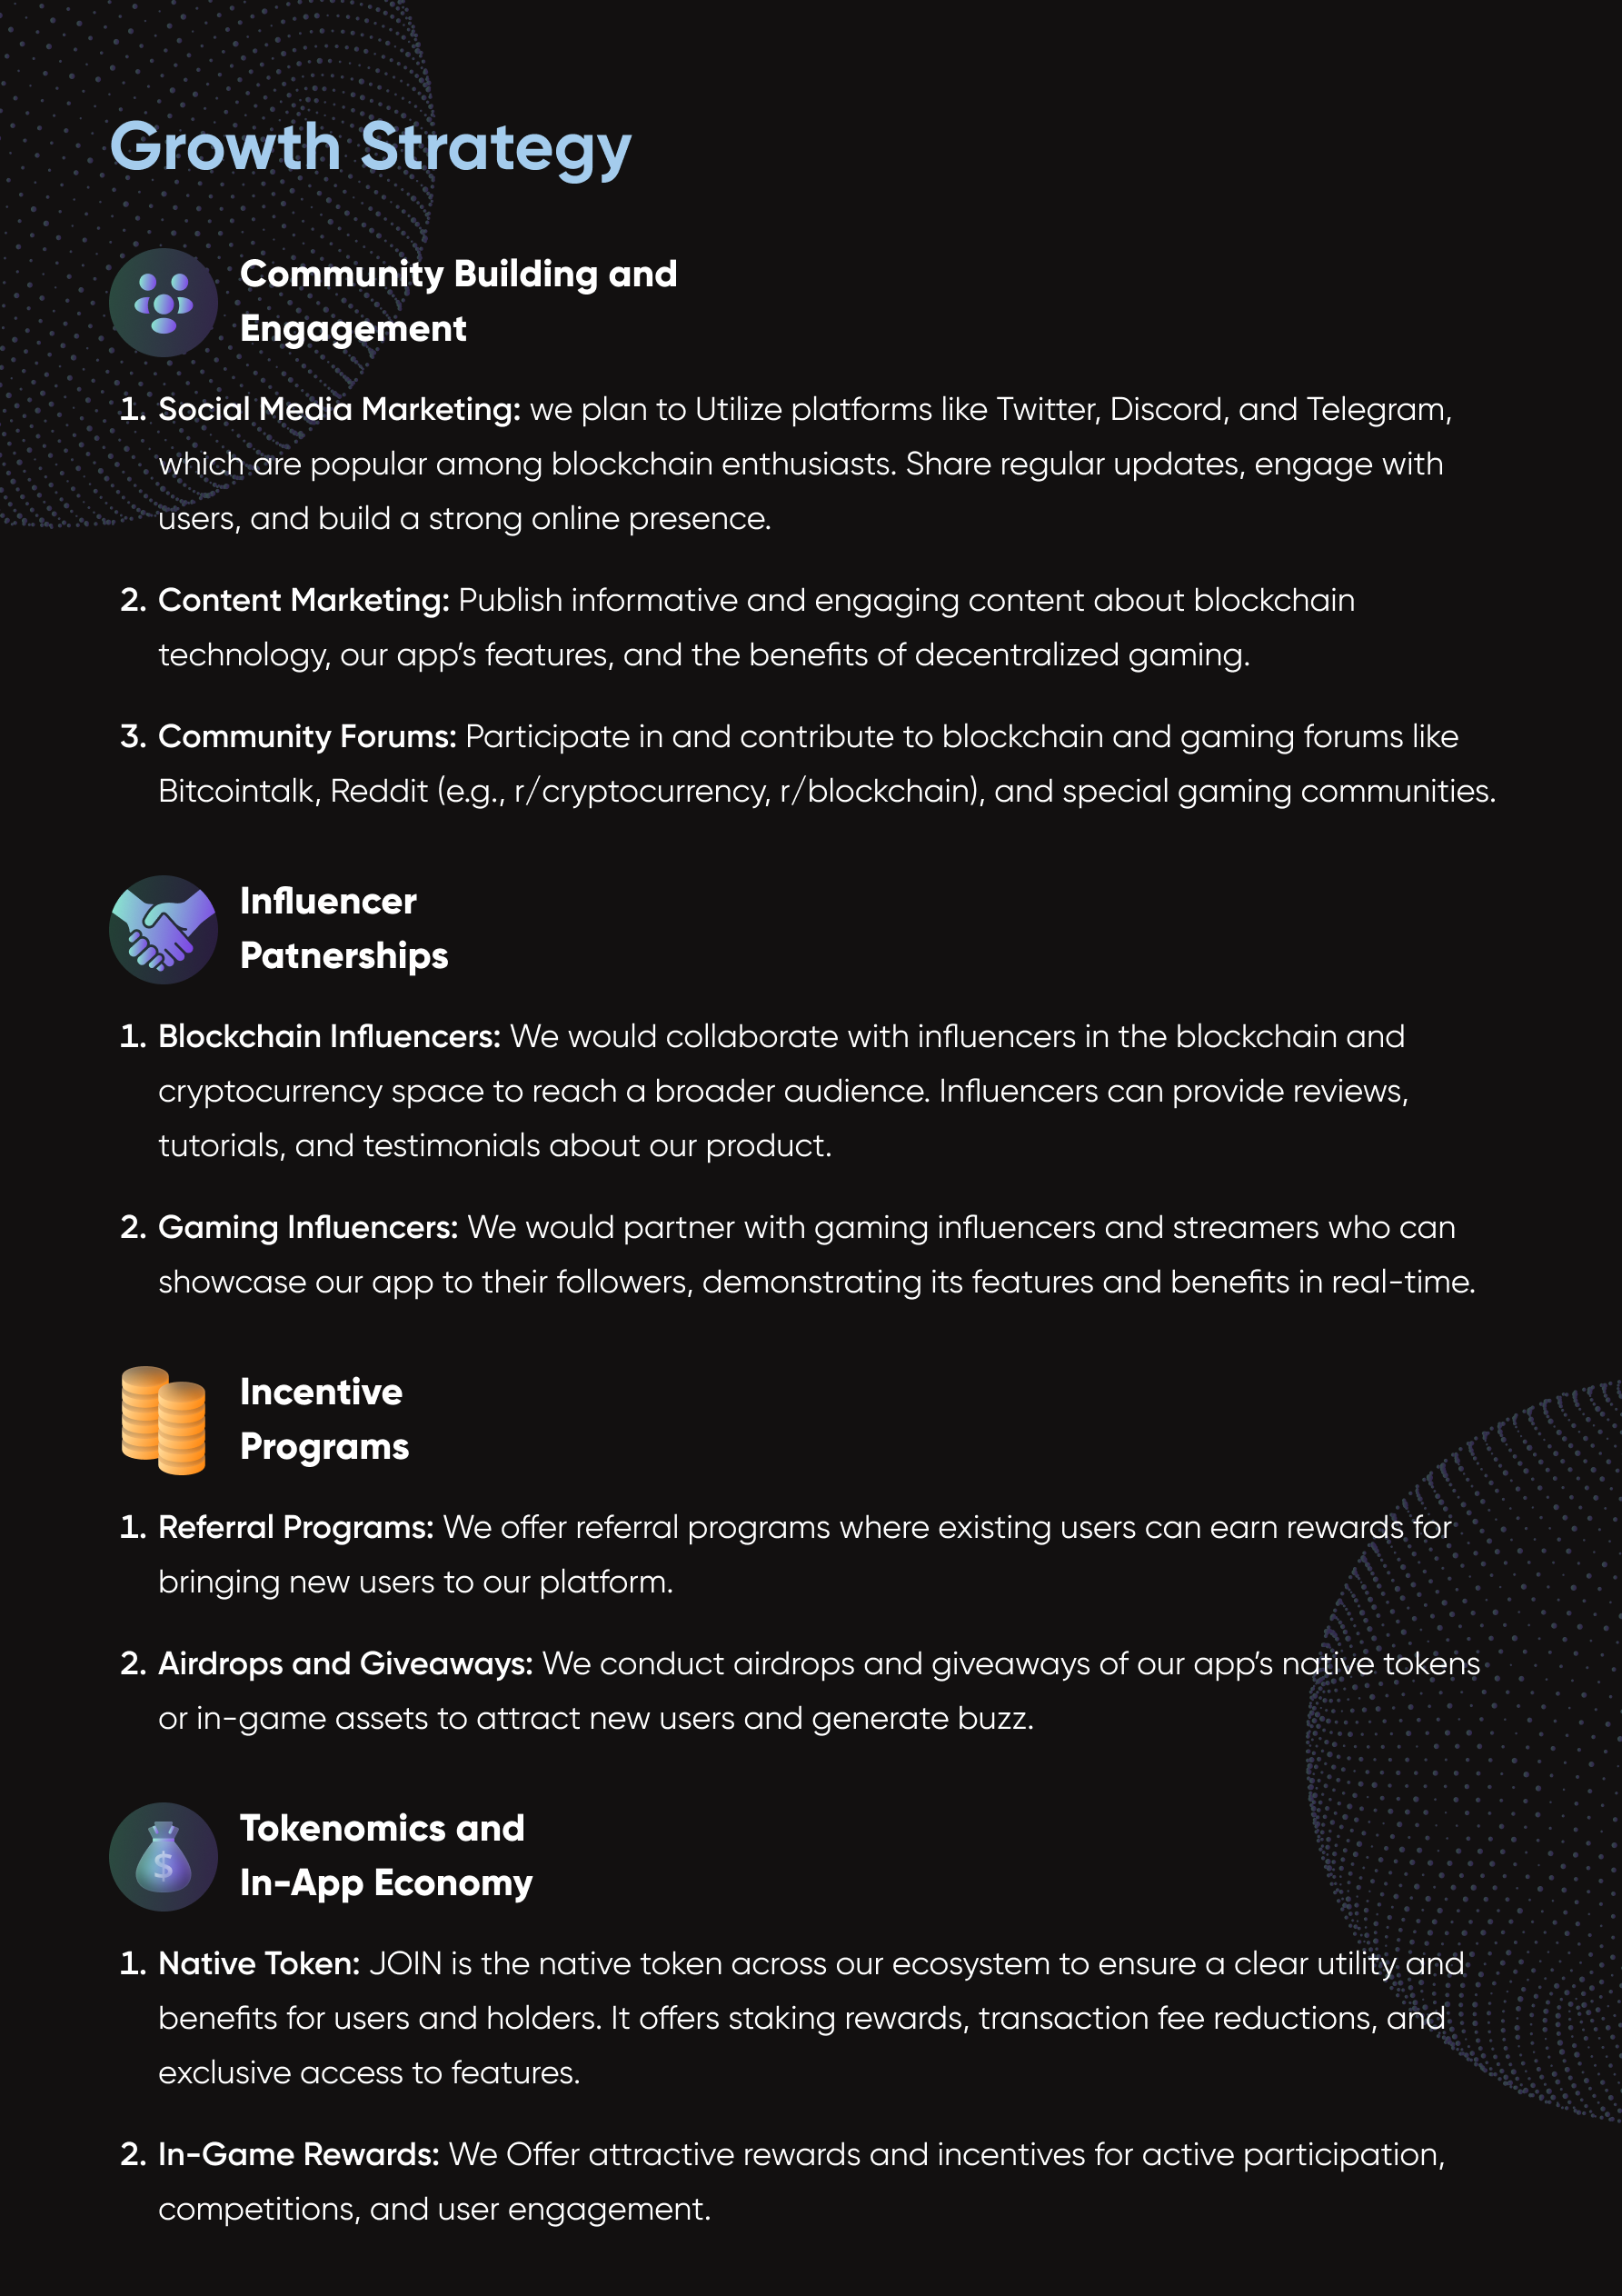 Growth Strategy
Community Building and
Engagement
1. Social Media Marketing: we plan to Utilize platforms like Twitter, Discord, and Telegram,
which are popular among blockchain enthusiasts. Share regular updates, engage with
users, and build a strong online presence.
2. Content Marketing: Publish informative and engaging content about blockchain
technology, our app’s features, and the benefits of decentralized gaming.
3. Community Forums: Participate in and contribute to blockchain and gaming forums like
Bitcointalk, Reddit (e.g., r/cryptocurrency, r/blockchain), and special gaming communities.
Influencer
Patnerships
1. Blockchain Influencers: We would collaborate with influencers in the blockchain and
cryptocurrency space to reach a broader audience. Influencers can provide reviews,
tutorials, and testimonials about our product.
2. Gaming Influencers: We would partner with gaming influencers and streamers who can
showcase our app to their followers, demonstrating its features and benefits in real-time.
Incentive
Programs
1. Referral Programs: We offer referral programs where existing users can earn rewards for
bringing new users to our platform.
2. Airdrops and Giveaways: We conduct airdrops and giveaways of our app’s native tokens
or in-game assets to attract new users and generate buzz.
$
Tokenomics and
In-App Economy
1. Native Token: JOIN is the native token across our ecosystem to ensure a clear utility and
benefits for users and holders. It offers staking rewards, transaction fee reductions, and
exclusive access to features.
2. In-Game Rewards: We Offer attractive rewards and incentives for active participation,
competitions, and user engagement.